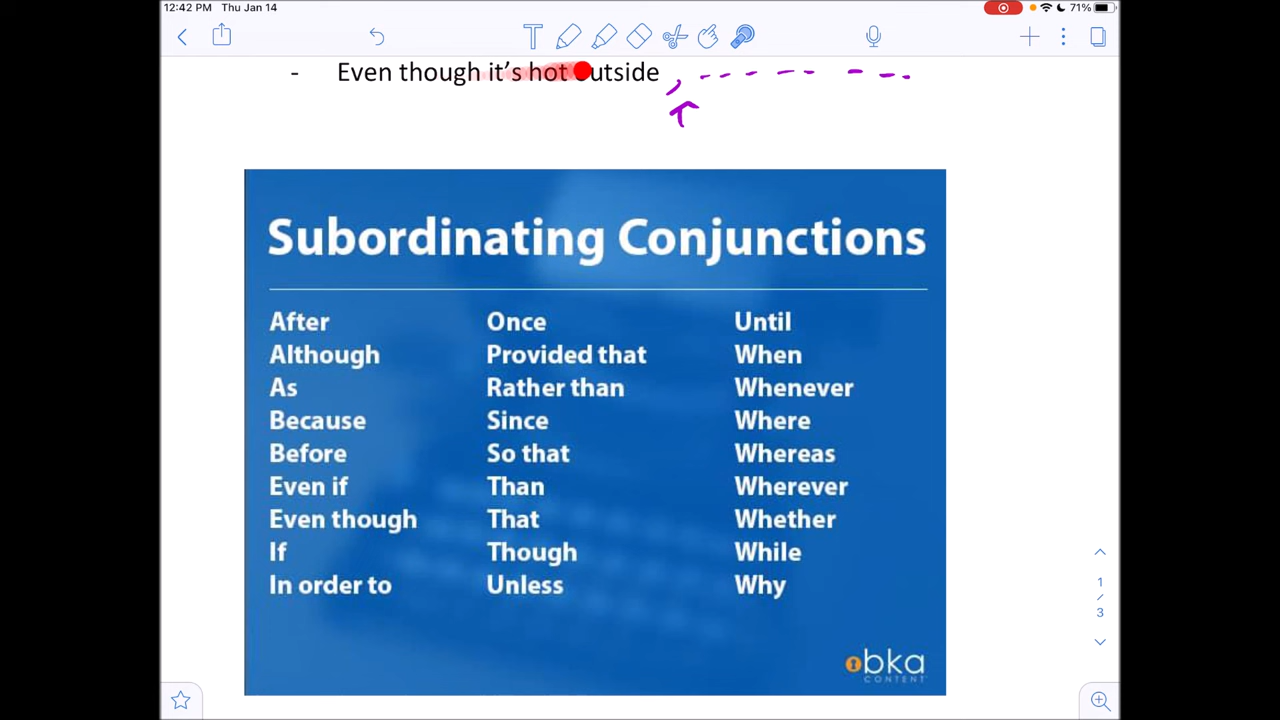 12:42 PM Thu Jan 14
71%
T
- Even though it's hot outside ,
Subordinating Conjunctions
After Once Until
Although Provided that When
As Rather than Whenever
Because Since Where
Before So that Whereas
Even if Than Wherever
Even though That Whether
If Though While
In order to Unless Why
bka
CONTENT
1
/
3